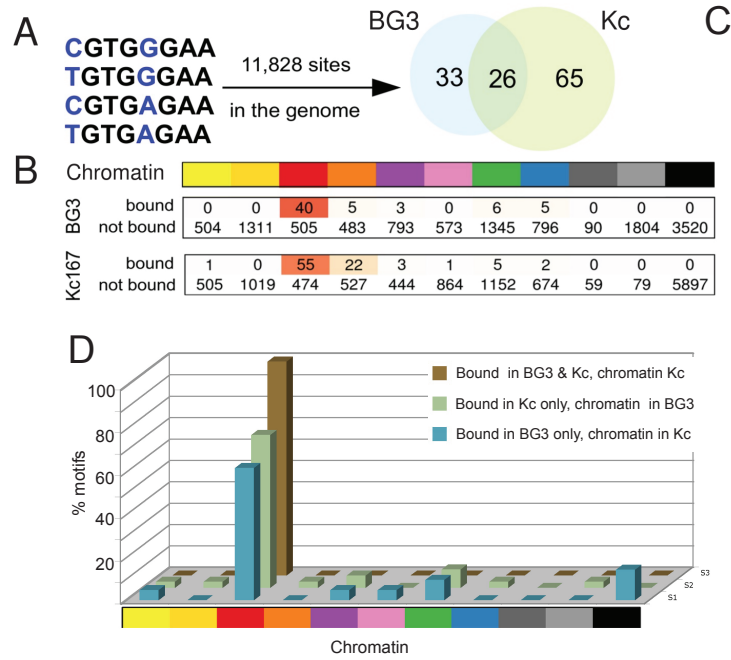 A
CGTGGGAA
TGTGGGAA
CGTGAGAA
TGTGAGAA
11,828 sites
in the genome
BG3
Kc
33
26
65
C
B
Chromatin
BG3
bound 0 0 40 5 3 0 6 5 0 0 0
not bound 504 1311 505 483 793 573 1345 796 90 1804 3520
Kc167
bound 1 0 55 22 3 1 5 2 0 0 0
not bound 505 1019 474 527 444 864 1152 674 59 79 5897
D
Bound in BG3 & Kc, chromatin Kc
Bound in Kc only, chromatin in BG3
Bound in BG3 only, chromatin in Kc
% motifs
100
80
60
40
20
S3
S2
S1
Chromatin